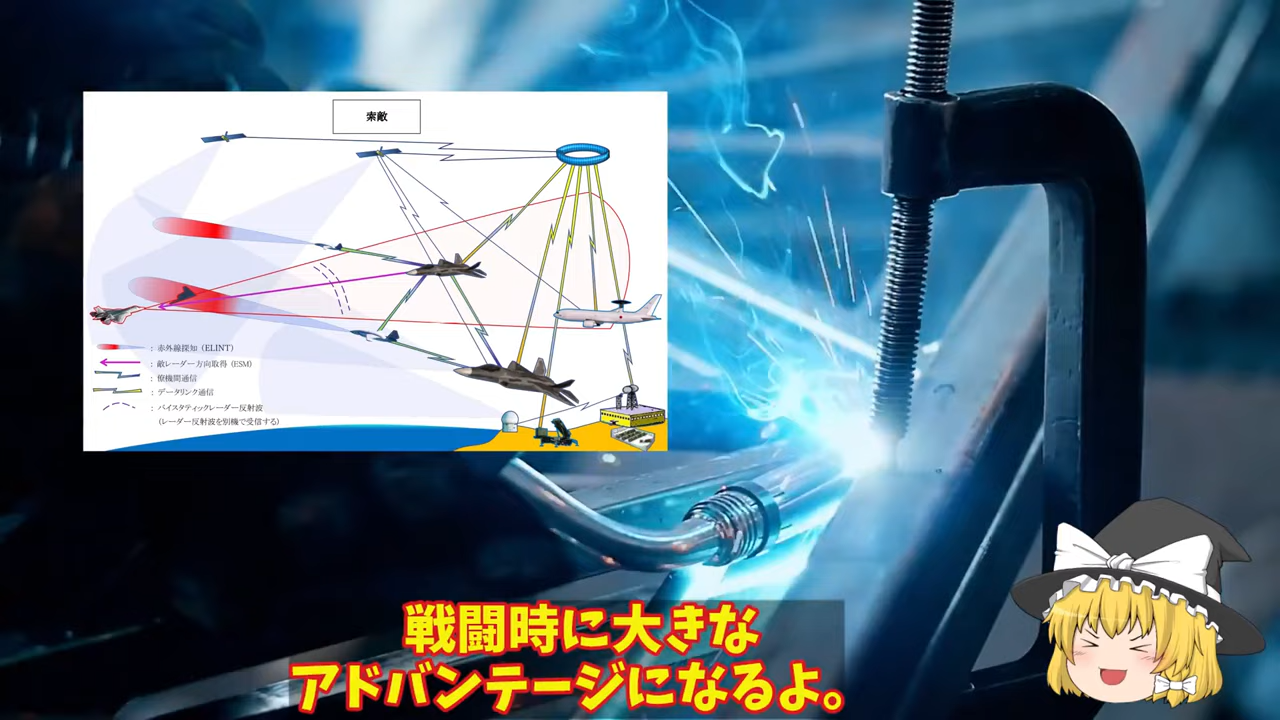 索敵
: 赤外線探知 (ELINT)
: 敵レーダー方向取得 (ESM)
: 僚機間通信
: データリンク通信
: バイスタティックレーダー反射波
(レーダー反射波を別機で受信する)
戦闘時に大きな
アドバンテージになるよ。